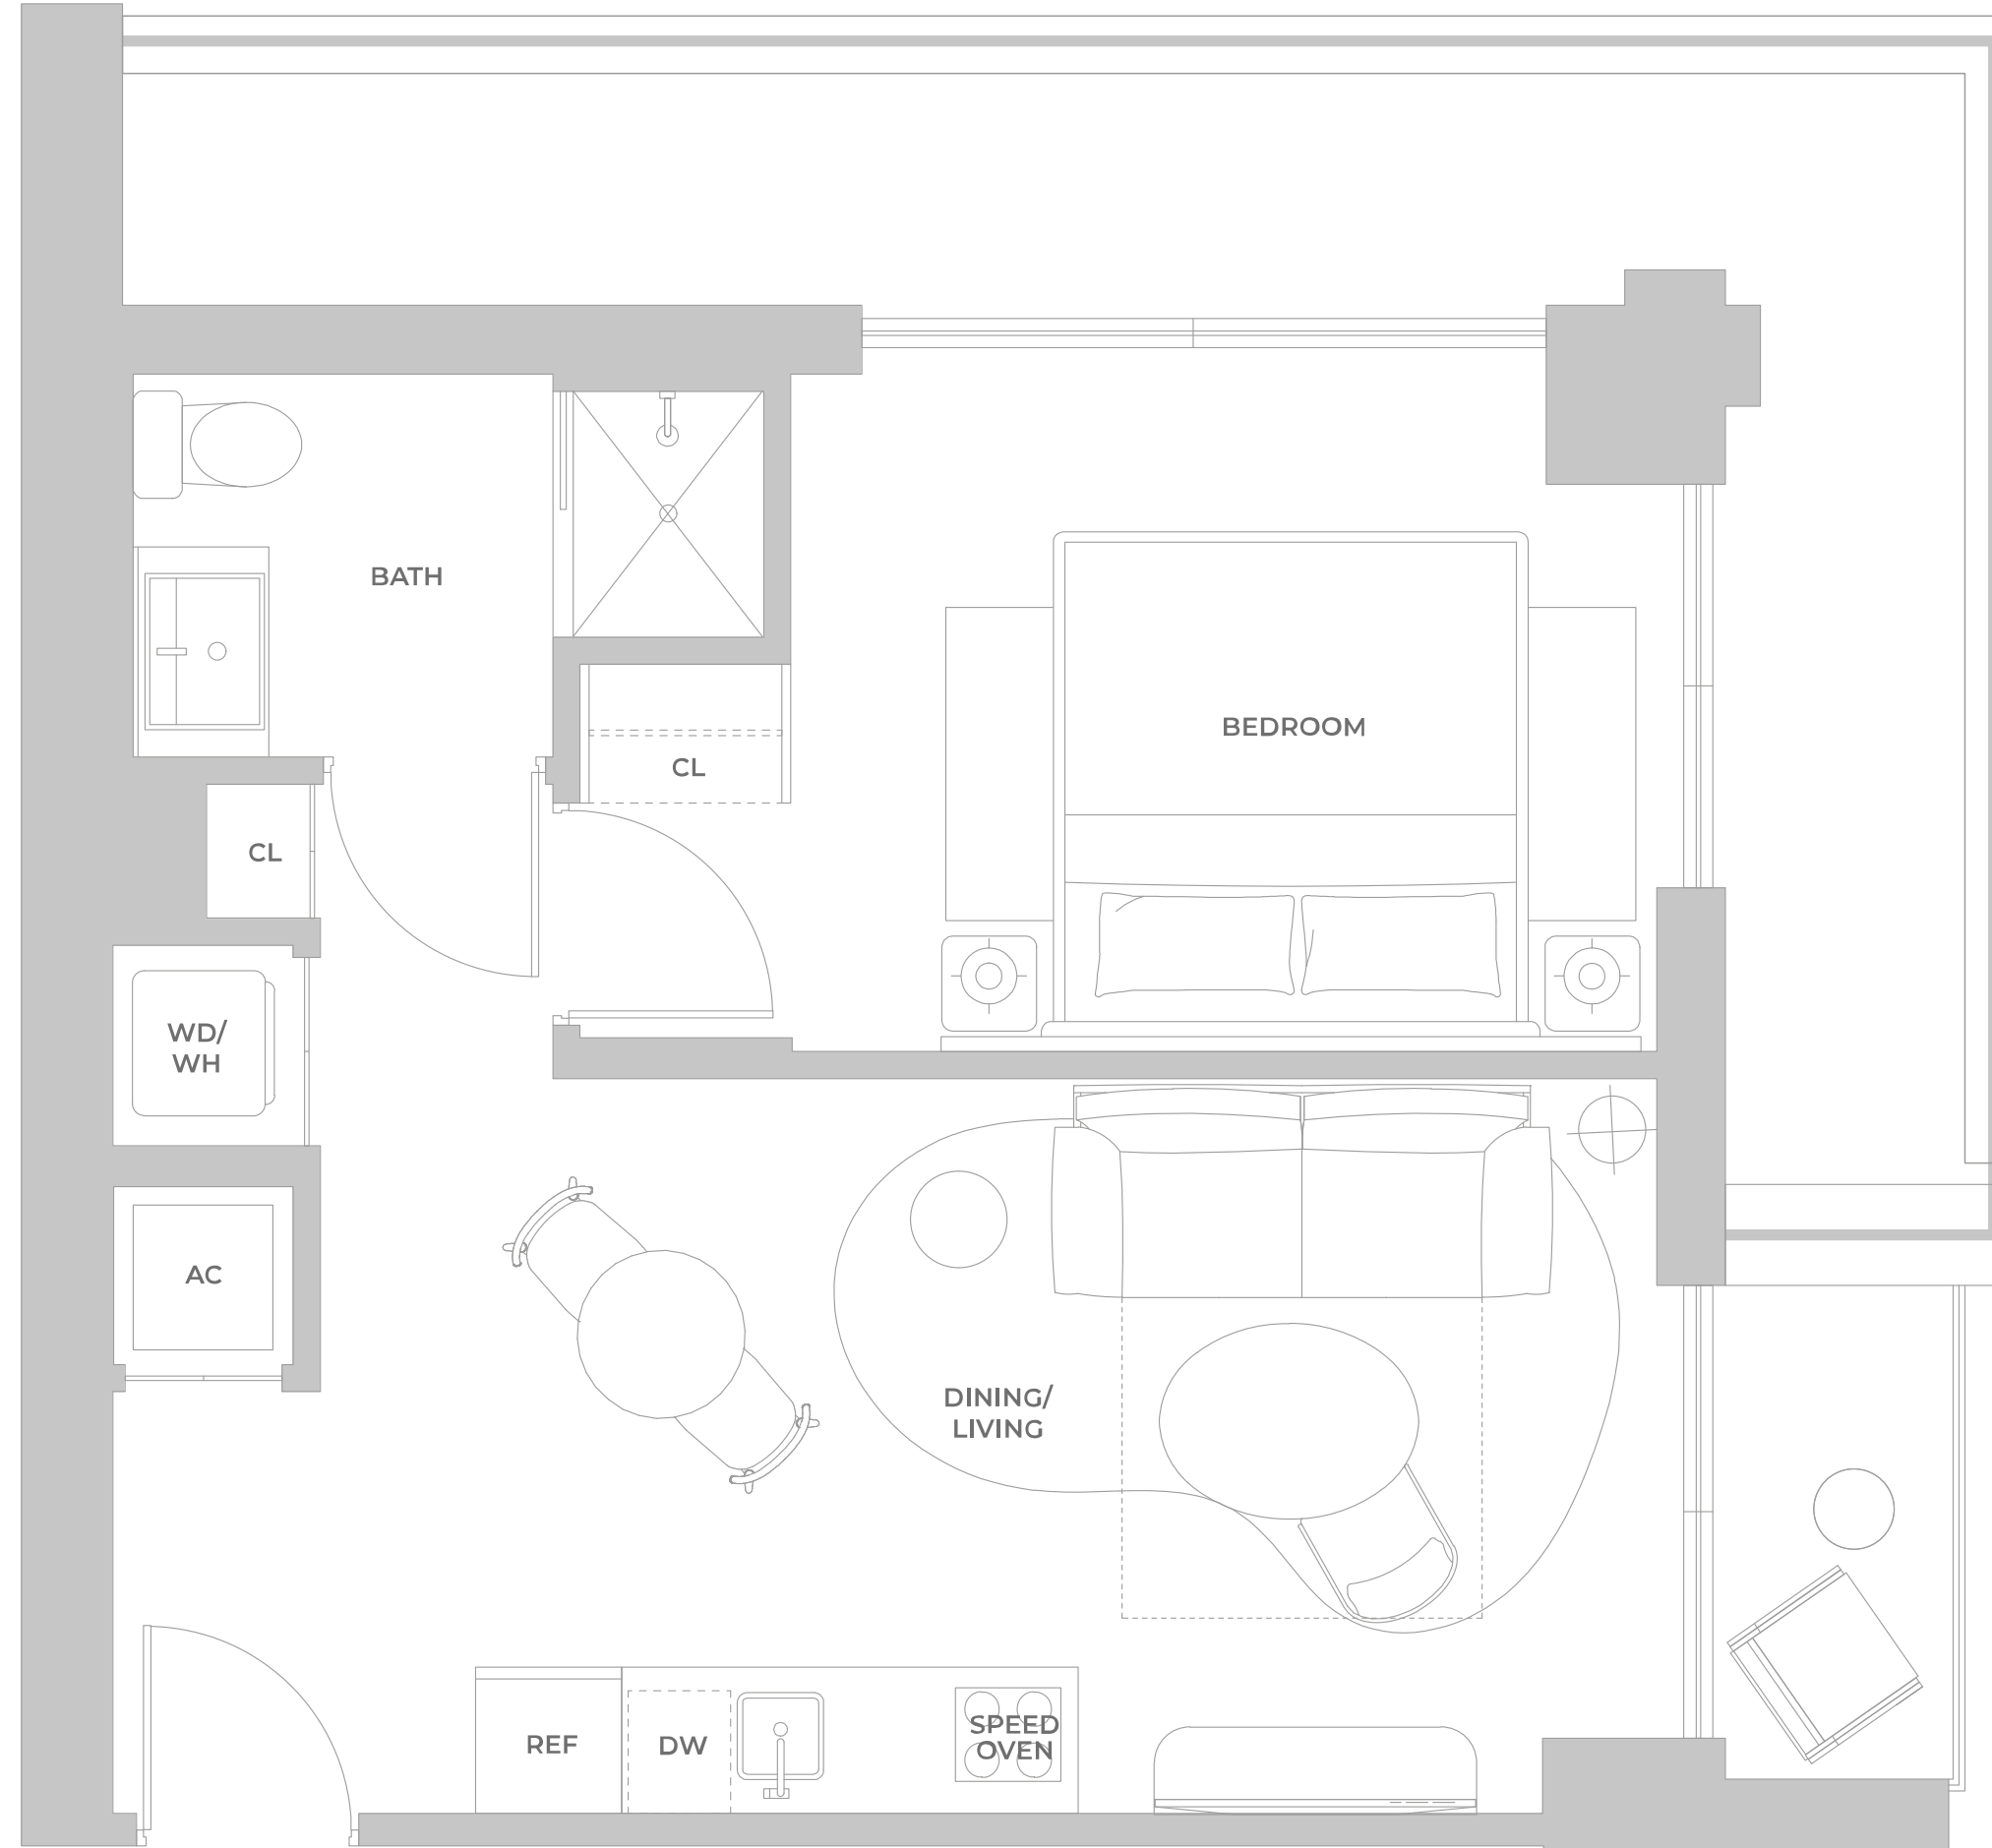 BATH
BEDROOM
CL
CL
WD/
WH
AC
DINING/
LIVING
REF
DW
SPEED
OVEN